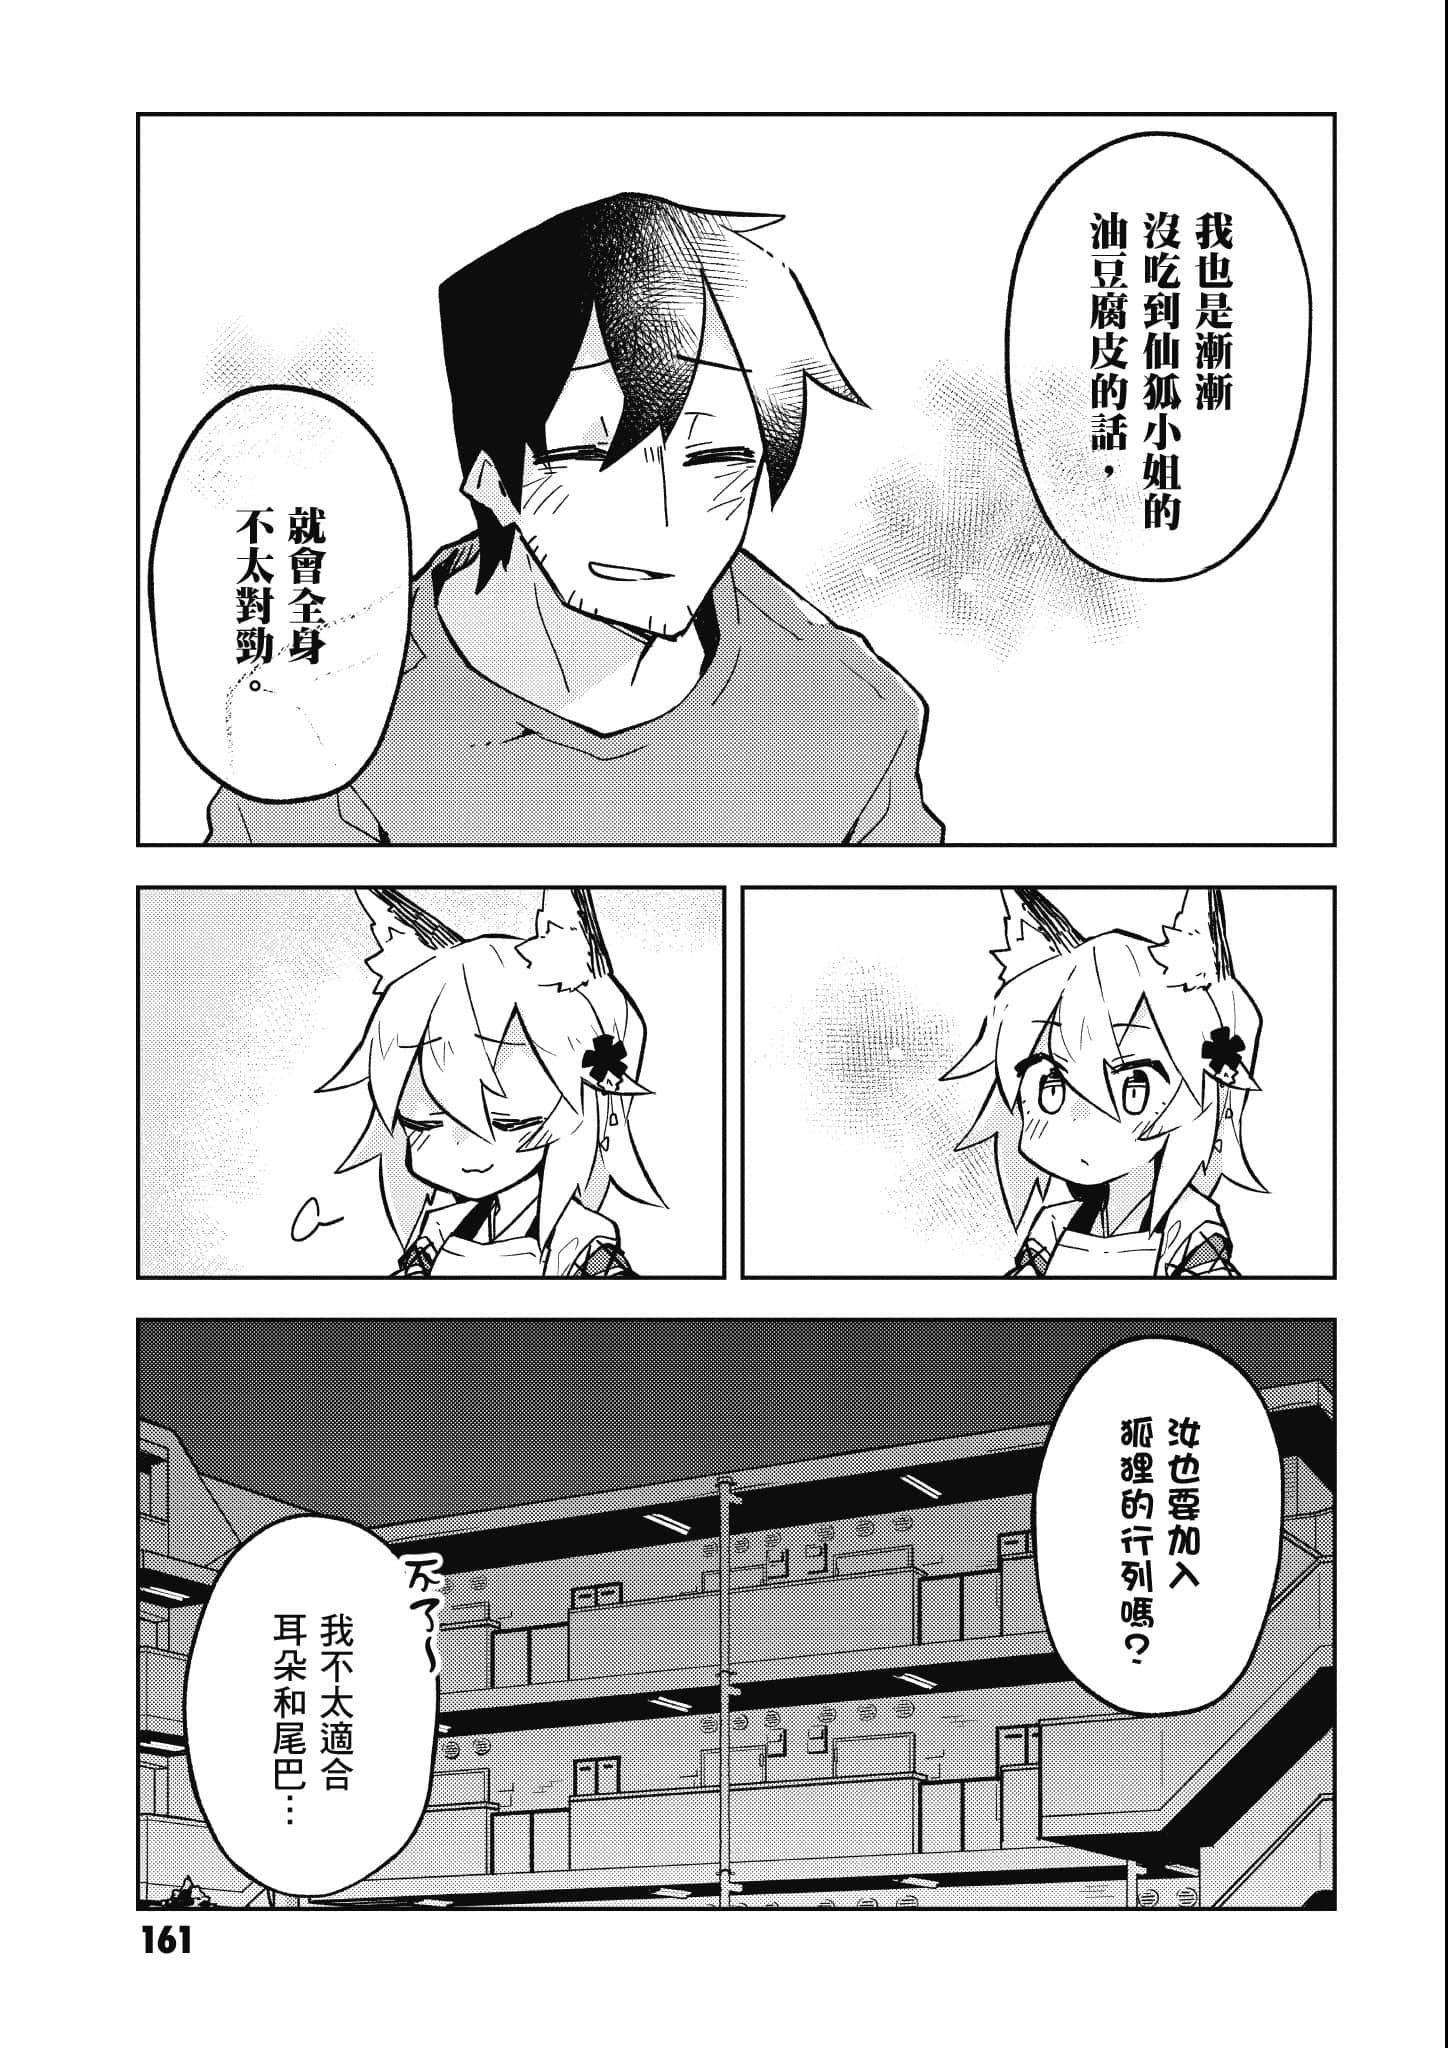 我也是漸漸
沒吃到仙狐小姐的
油豆腐皮的話，
就會全身
不太對勁。
汝也要加入
狐狸的行列嗎？
不了～
我不太適合
耳朵和尾巴…
161